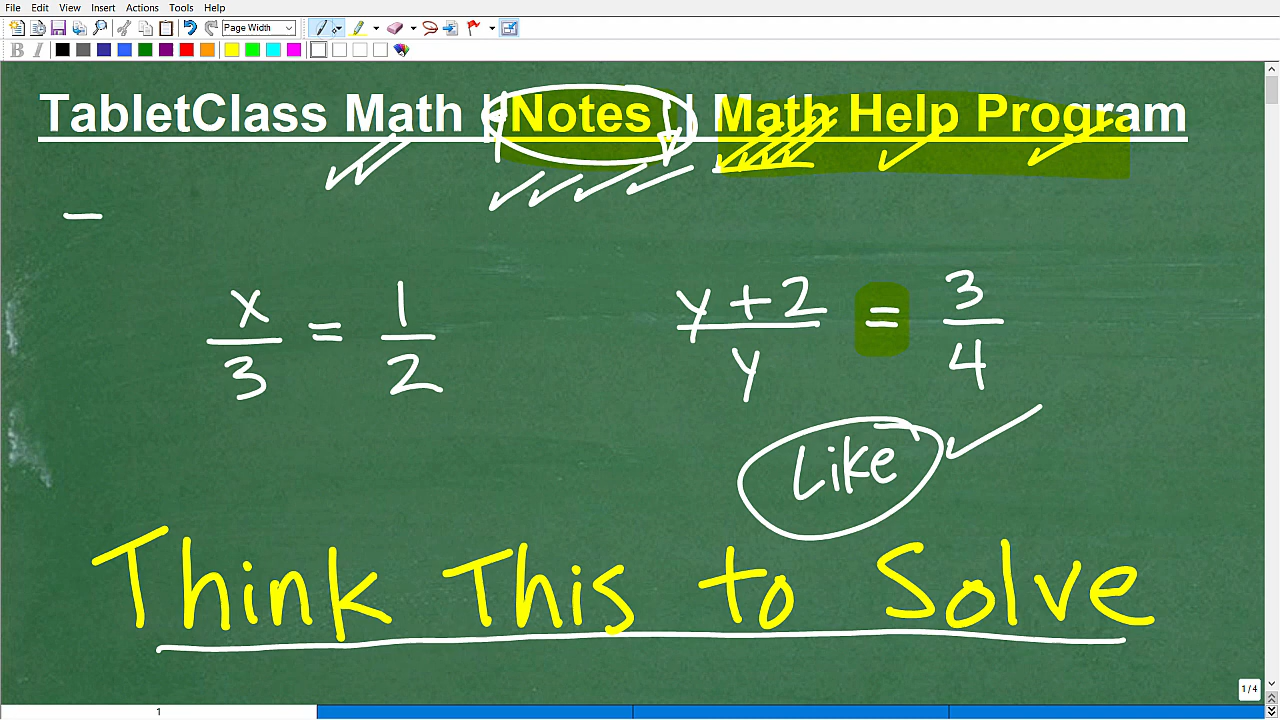 File Edit View Insert Actions Tools Help
Page Width
B I
TabletClass Math || Notes || Math Help Program
x/3 = 1/2
y + 2/y = 3/4
Like
Think This to Solve
1/4
1